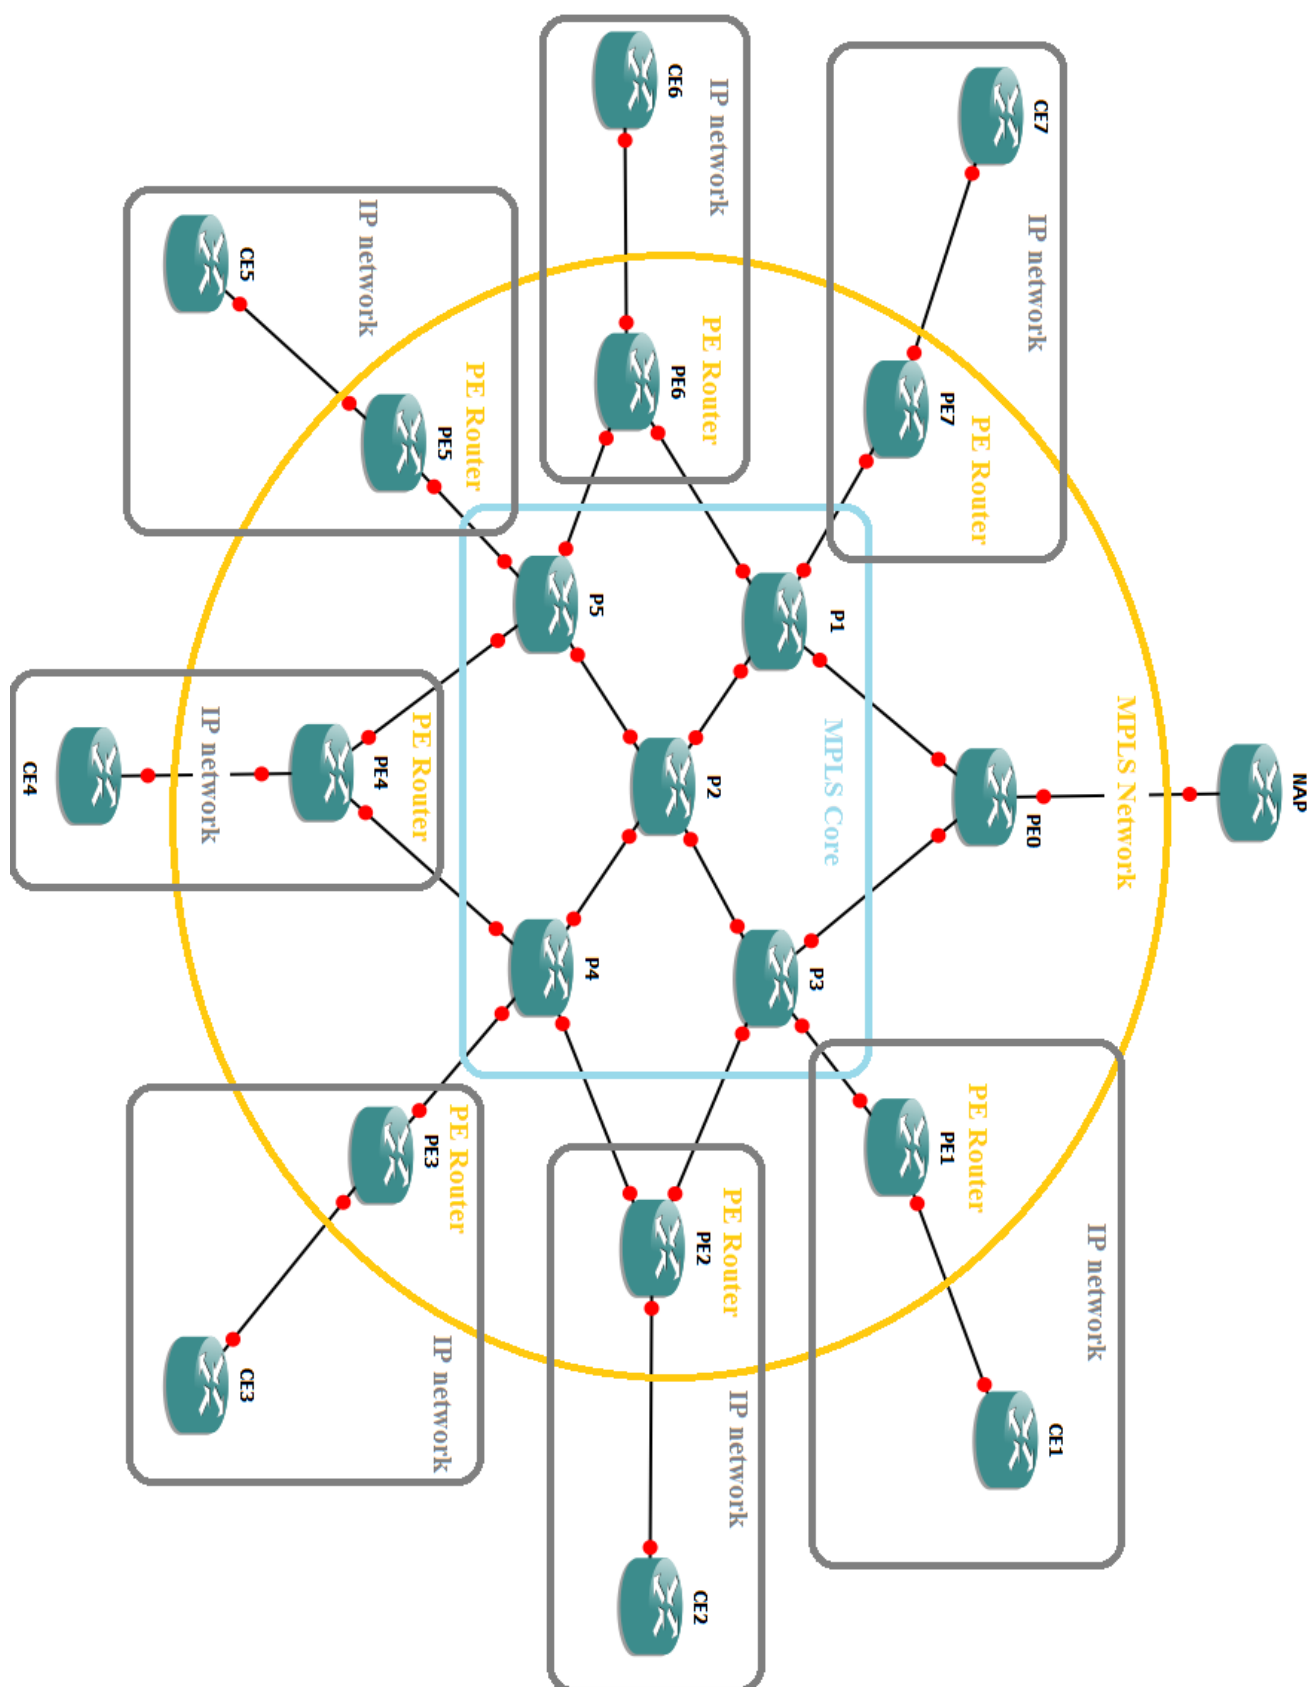 NAP
MPLS Network
CE7
IP network
PE0
IP network
CE1
PE Router
PE Router
PE7
PE1
P1
MPLS Core
P3
IP network
PE Router
PE Router
IP network
CE6
PE6
P2
PE2
CE2
P5
P4
PE Router
PE Router
PE5
PE3
IP network
PE Router
IP network
PE4
CE5
CE3
IP network
CE4